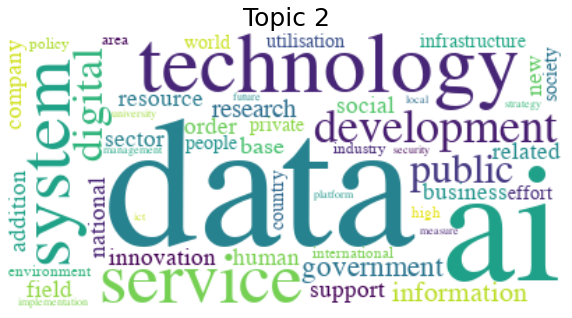 Topic 2
company
policy
area
world
utilisation
infrastructure
technology
new
society
system
digital
resource
future
research
university
social
local
strategy
development
sector
order
private
management
people
base
industry
security
related
public
data
ai
addition
national
country
platform
business
effort
ict
high
measure
innovation
human
international
environment
service
government
field
support
information
implementation